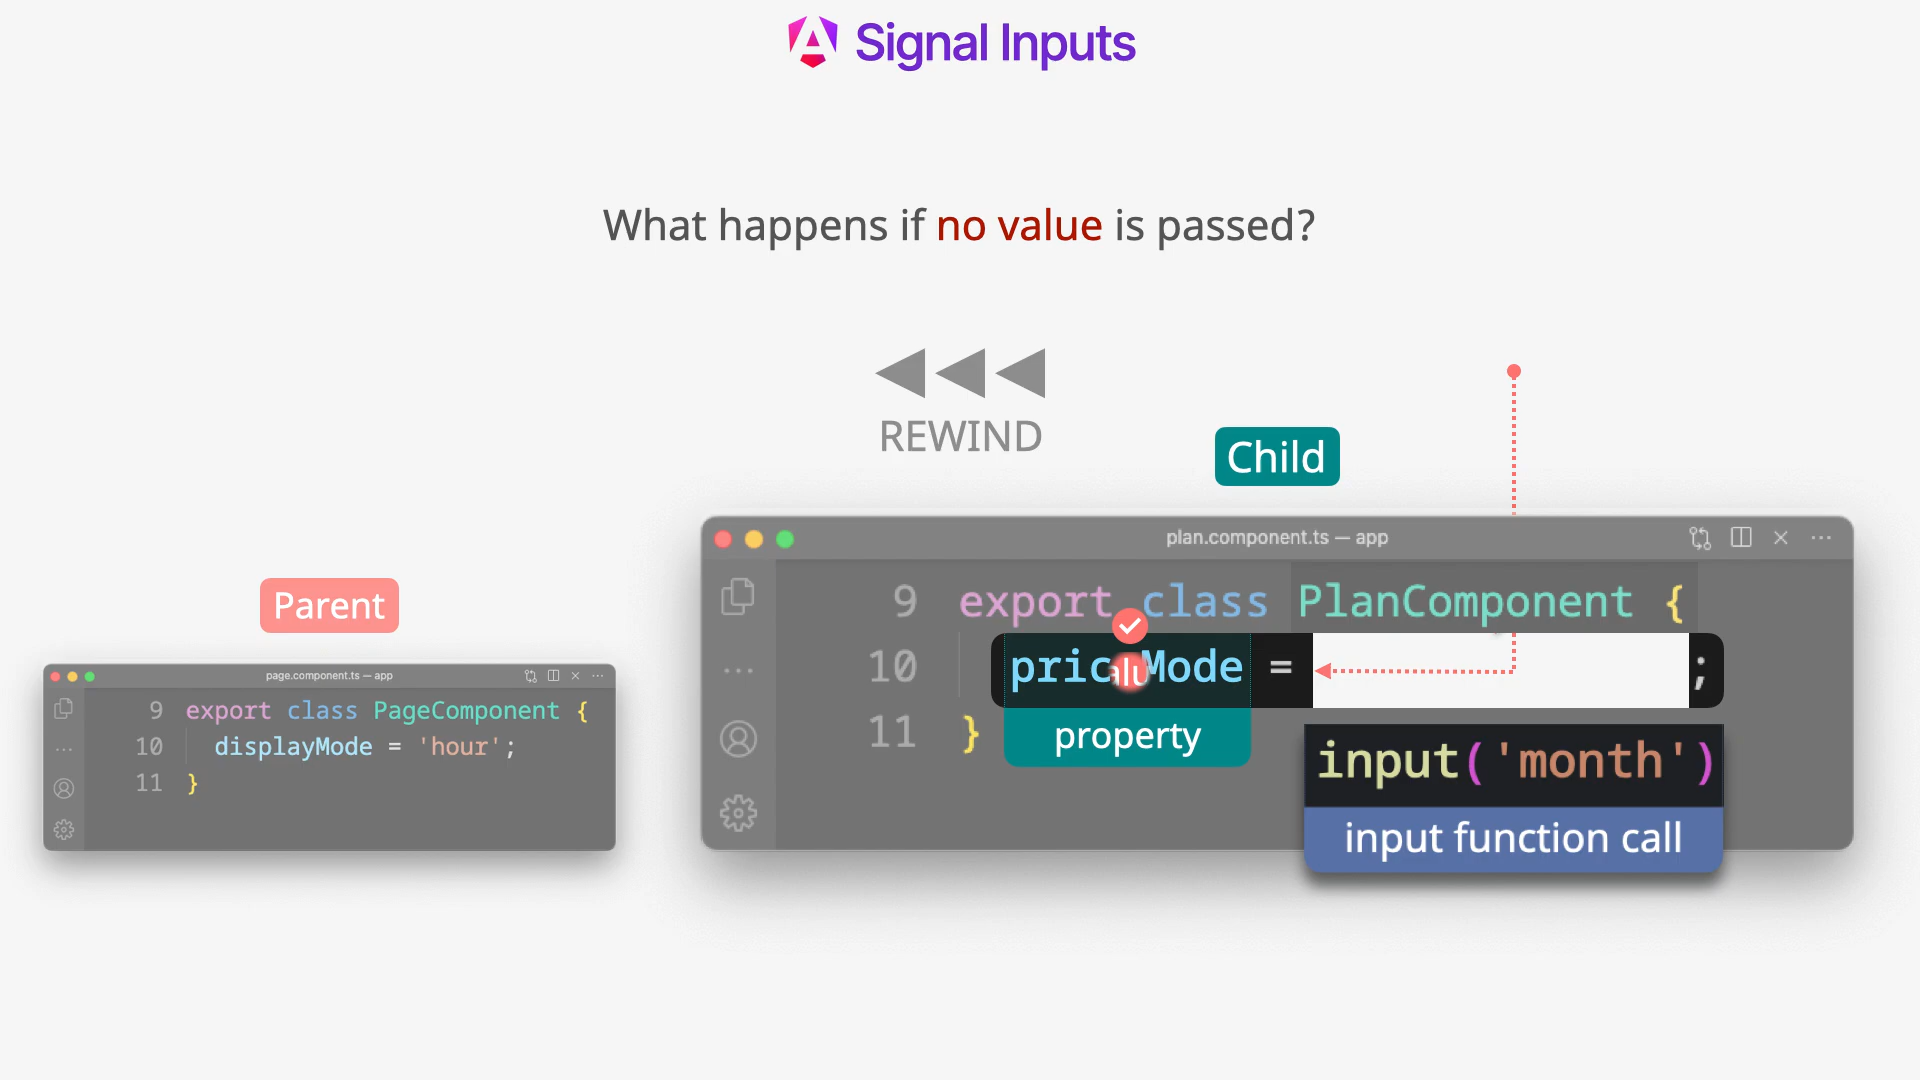 Signal Inputs
What happens if no value is passed?
REWIND
Child
plan.component.ts — app
9 export class PlanComponent {
10 =  ;
11 }
property
input('month')
input function call
Parent
page.component.ts — app
9 export class PageComponent {
10 displayMode = 'hour';
11 }